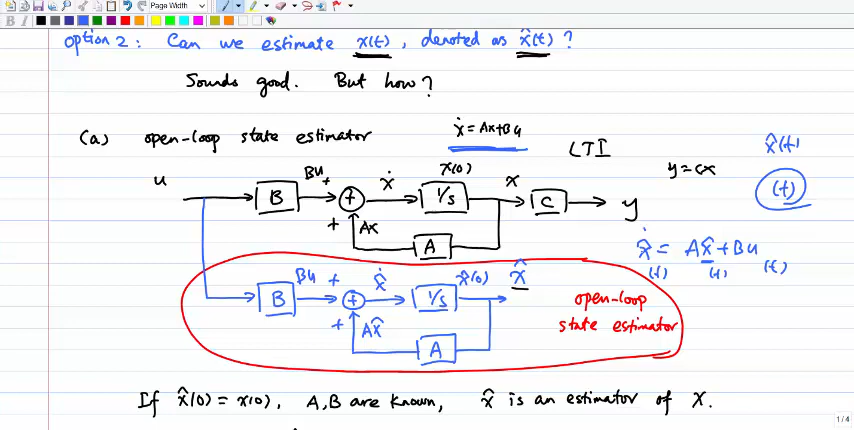 Page Width
option 2: Can we estimate x(t), denoted as x̂(t)?
Sounds good. But how?
(a) open-loop state estimator
ẋ = Ax+Bu
LTI
x̂(t)
y=cx
(t)
u
B
Bu
+
+
ẋ
x(0)
1/s
x
C
y
+
Ax
A
x̂̇ = Ax̂+Bu
(t) (t) (t)
B
Bu
+
+
x̂̇
1/s
x̂(0)
x̂
+
Ax̂
A
open-loop
state estimator
If x̂(0) = x(0), A, B are known, x̂ is an estimator of x.
1/4